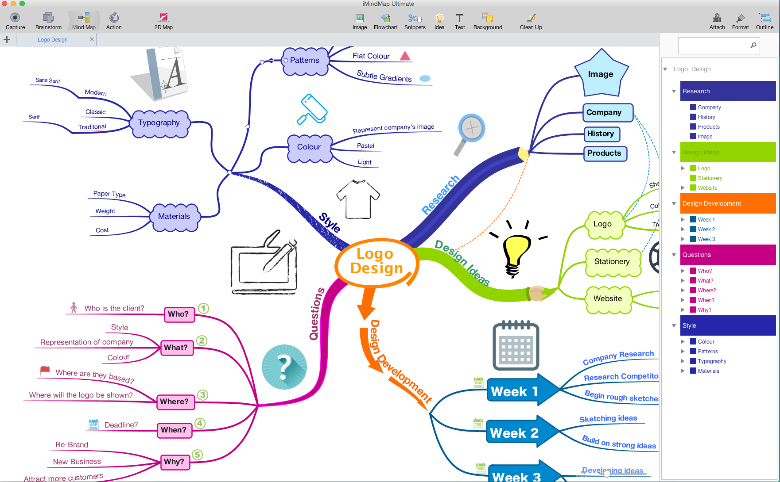 iMindMap Ultimate
Capture
Brainstorm
Mind Map
Action
2D Map
Image
Flowchart
Snippets
Idea
Text
Background
Clean Up
Attach
Format
Outline
Logo Design
Patterns
Flat Colour
Subtle Gradients
Sans Serif
Modern
Classic
Serif
Traditional
Typography
Colour
Represent company's image
Pastel
Light
Paper Type
Weight
Cost
Materials
Style
Logo
Design
Research
Image
Company
History
Products
Design Ideas
Logo
Stationery
Website
Questions
Who is the client?
Who?
1
Style
Representation of company
Colour
What?
2
Where are they based?
Where will the logo be shown?
Where?
3
Deadline?
When?
4
Re-Brand
New Business
Attract more customers
Why?
5
?
Design Development
Week 1
Company Research
Research Competito
Begin rough sketche
Week 2
Sketching ideas
Build on strong ideas
Week 3
Developing ideas
Logo Design
Research
Company
History
Products
Image
Design Ideas
Logo
Stationery
Website
Design Development
Week 1
Week 2
Week 3
Questions
Who?
What?
Where?
When?
Why?
Style
Colour
Patterns
Typography
Materials